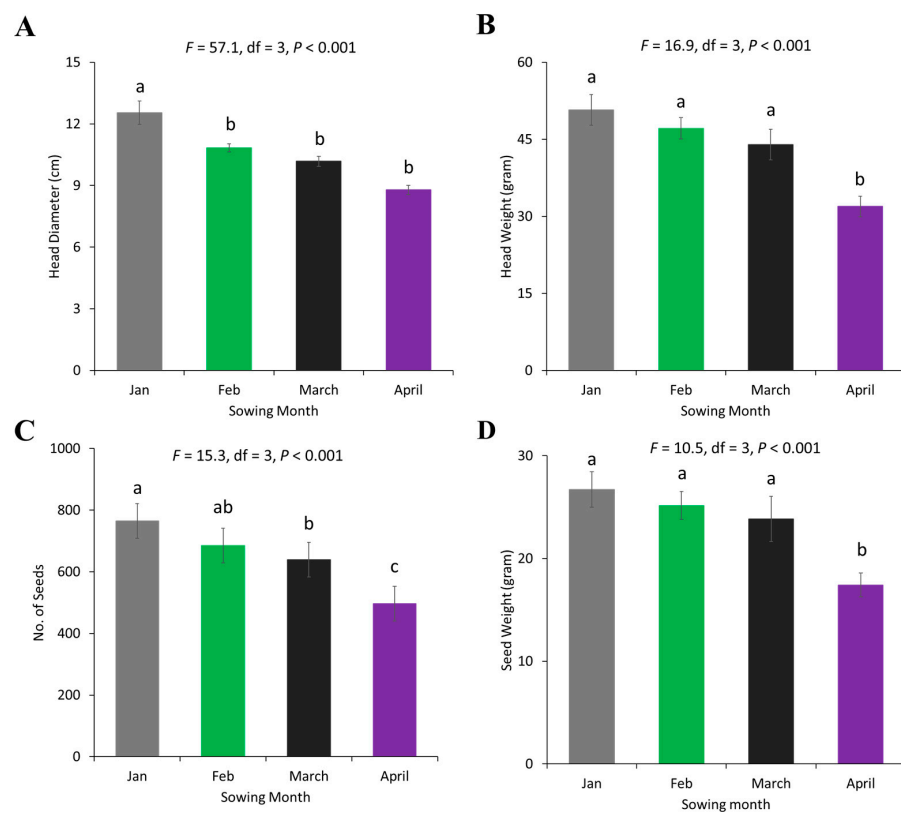 A
F = 57.1, df = 3, P < 0.001
15
12
9
6
3
0
Head Diameter (cm)
a
b
b
b
Jan Feb March April
Sowing Month
B
F = 16.9, df = 3, P < 0.001
60
45
30
15
0
Head Weight (gram)
a
a
a
b
Jan Feb March April
Sowing Month
C
F = 15.3, df = 3, P < 0.001
1000
800
600
400
200
0
No. of Seeds
a
ab
b
c
Jan Feb March April
Sowing Month
D
F = 10.5, df = 3, P < 0.001
30
20
10
0
Seed Weight (gram)
a
a
a
b
Jan Feb March April
Sowing month